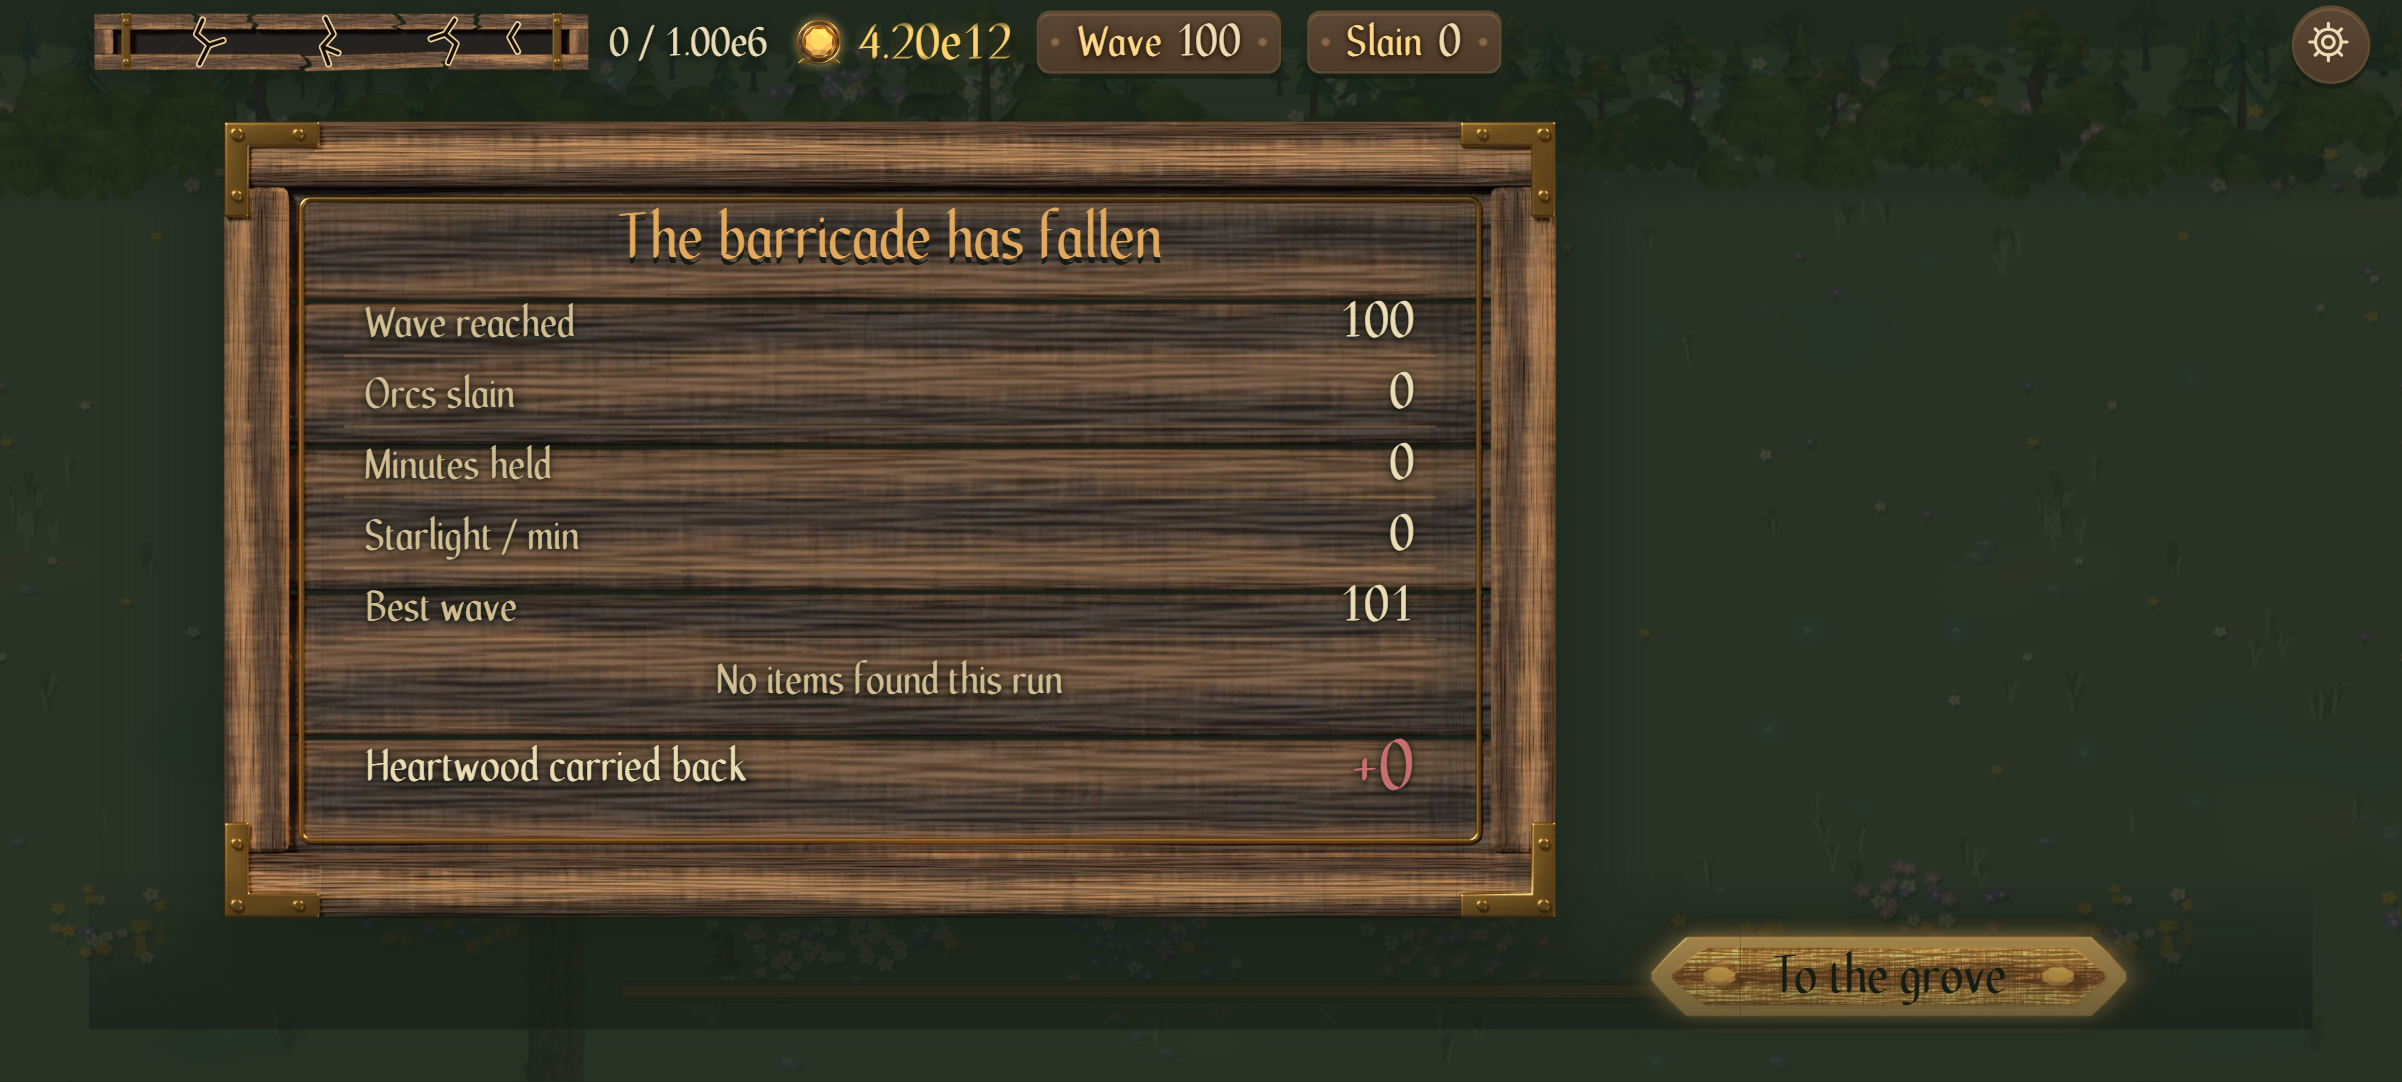 0 / 1.00e6 4.20e12 Wave 100 Slain 0
The barricade has fallen
Wave reached 100
Orcs slain 0
Minutes held 0
Starlight / min 0
Best wave 101
No items found this run
Heartwood carried back +0
To the grove